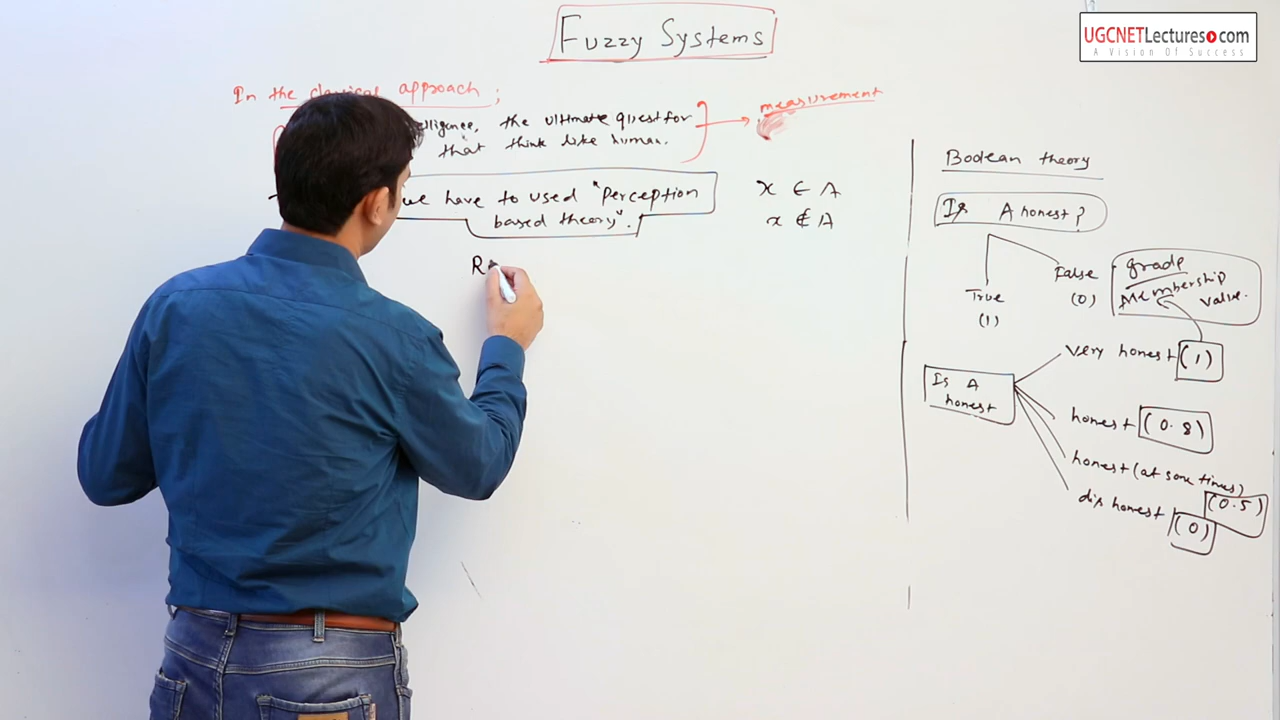 Fuzzy Systems
UGCNETLectures.com
A Vision Of Success
In the classical approach;
the ultimate quest for
that think like human.
measurement
we have to used "Perception
based theory".
x ∈ A
x ∉ A
R
Boolean theory
Is A honest?
True
(1)
False
(0)
grade
Membership
value.
very honest (1)
Is A
honest
honest (0.8)
honest (at some times)
(0.5)
dishonest (0)